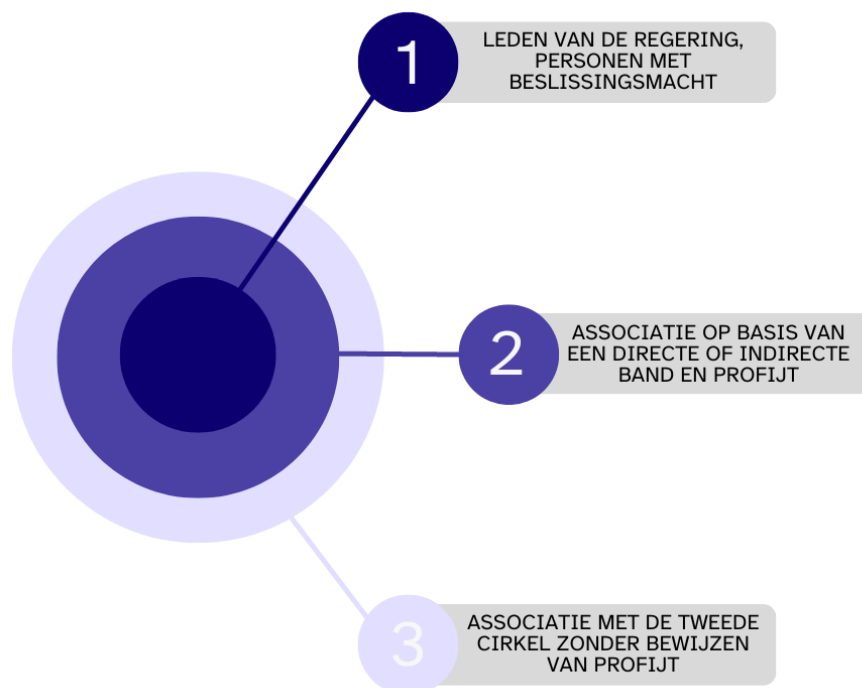 1
LEDEN VAN DE REGERING,
PERSONEN MET
BESLISSINGSMACHT
2
ASSOCIATIE OP BASIS VAN
EEN DIRECTE OF INDIRECTE
BAND EN PROFIJT
3
ASSOCIATIE MET DE TWEEDE
CIRKEL ZONDER BEWIJZEN
VAN PROFIJT